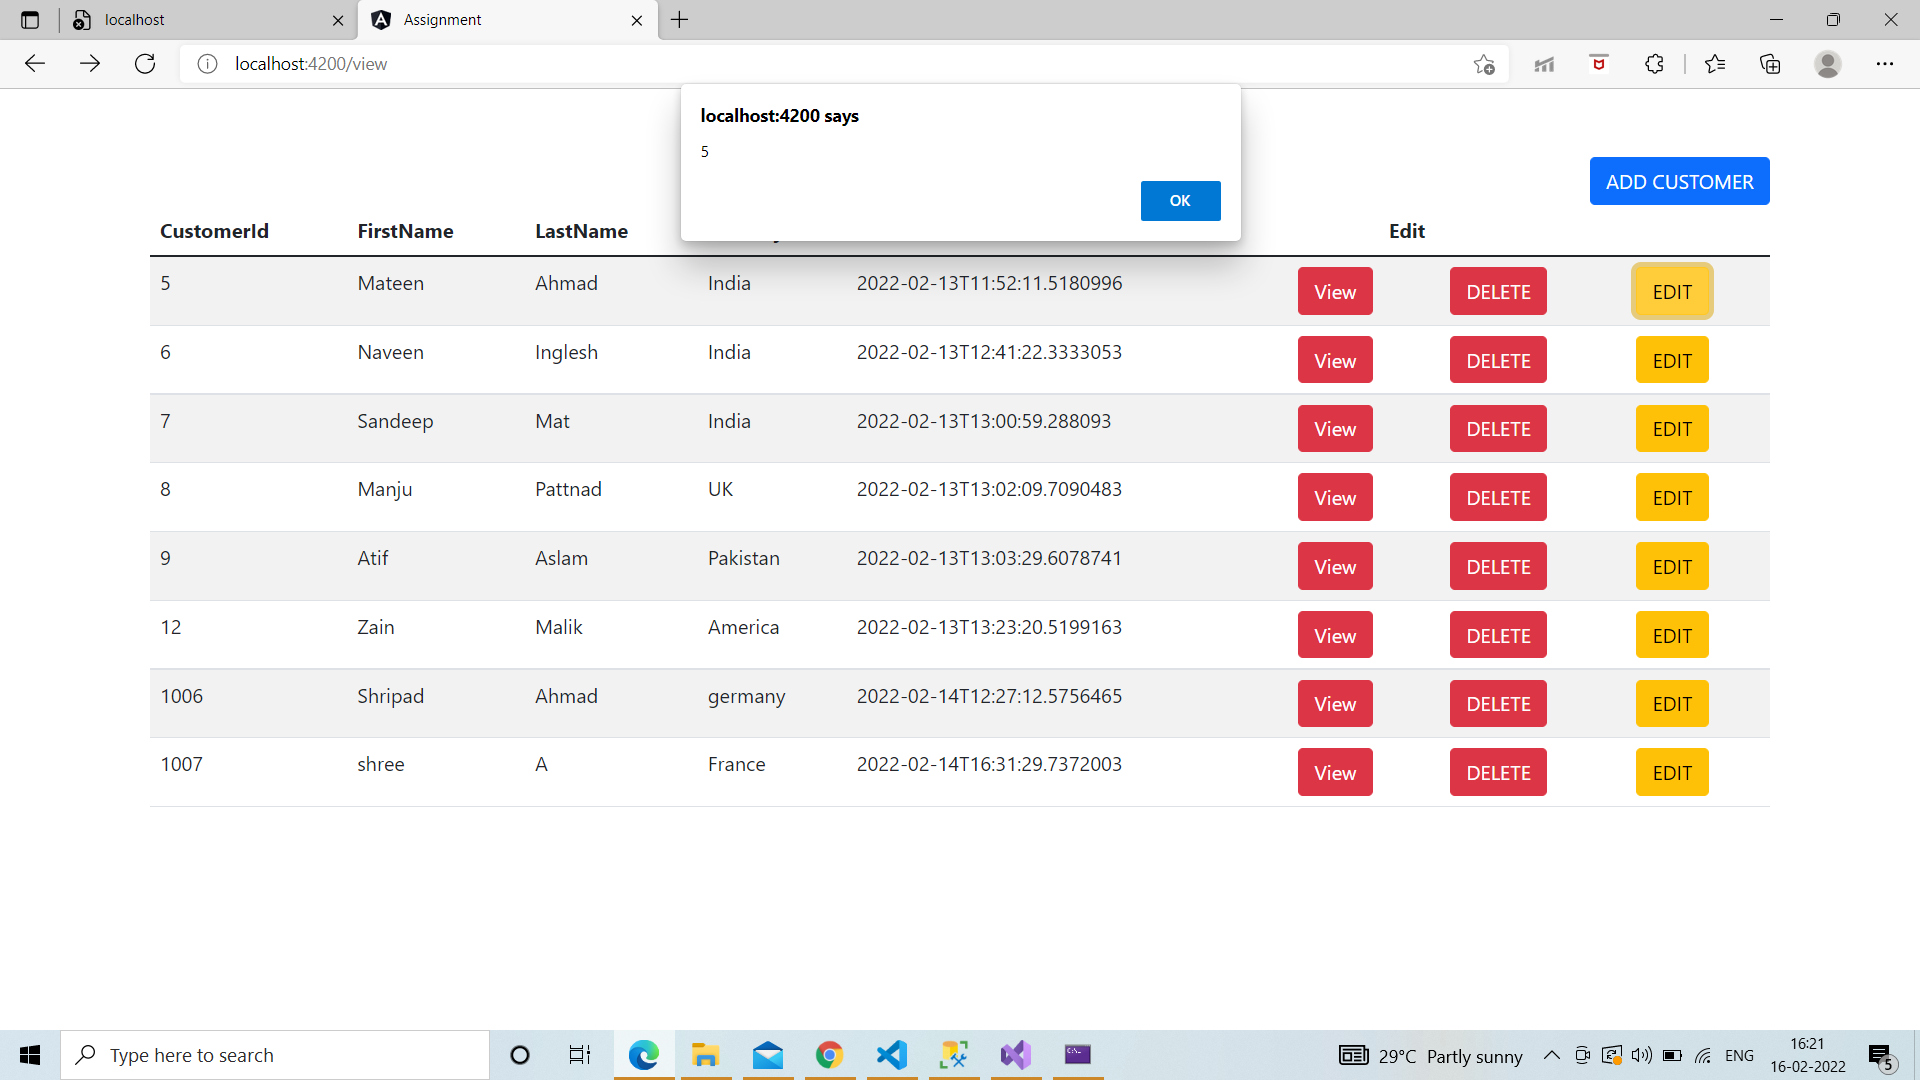 localhost
Assignment
localhost:4200/view
localhost:4200 says
5
OK
ADD CUSTOMER
CustomerId FirstName LastName Edit
5 Mateen Ahmad India 2022-02-13T11:52:11.5180996 View DELETE EDIT
6 Naveen Inglesh India 2022-02-13T12:41:22.3333053 View DELETE EDIT
7 Sandeep Mat India 2022-02-13T13:00:59.288093 View DELETE EDIT
8 Manju Pattnad UK 2022-02-13T13:02:09.7090483 View DELETE EDIT
9 Atif Aslam Pakistan 2022-02-13T13:03:29.6078741 View DELETE EDIT
12 Zain Malik America 2022-02-13T13:23:20.5199163 View DELETE EDIT
1006 Shripad Ahmad germany 2022-02-14T12:27:12.5756465 View DELETE EDIT
1007 shree A France 2022-02-14T16:31:29.7372003 View DELETE EDIT
Type here to search
29°C Partly sunny
ENG
16:21
16-02-2022
5